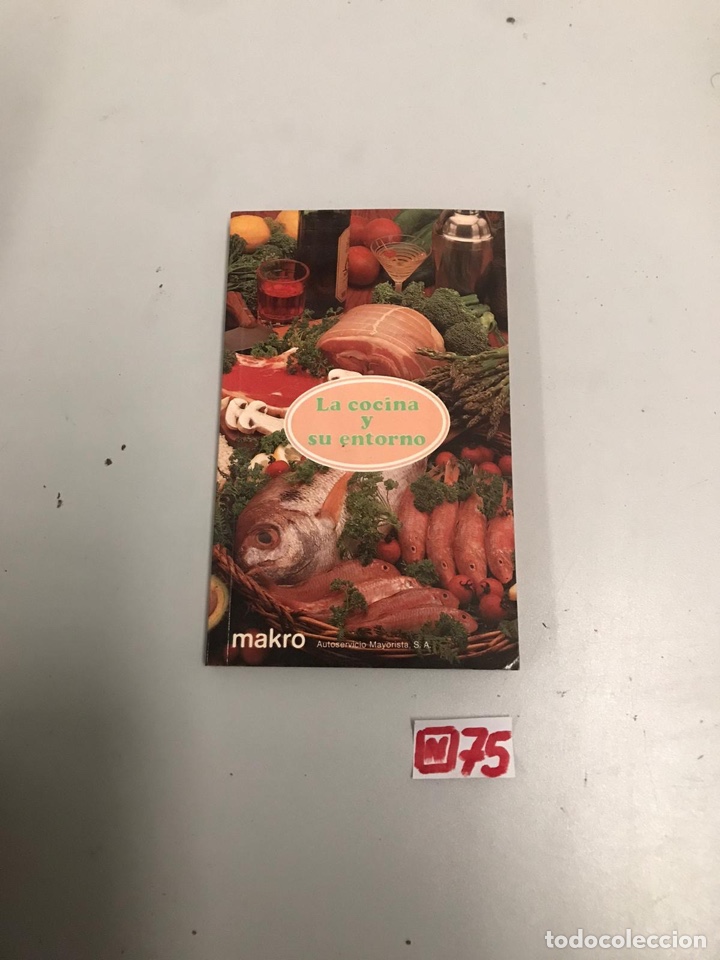 La cocina
y
su entorno
makro Autoservicio Mayorista, S. A.
N 75
todocoleccion